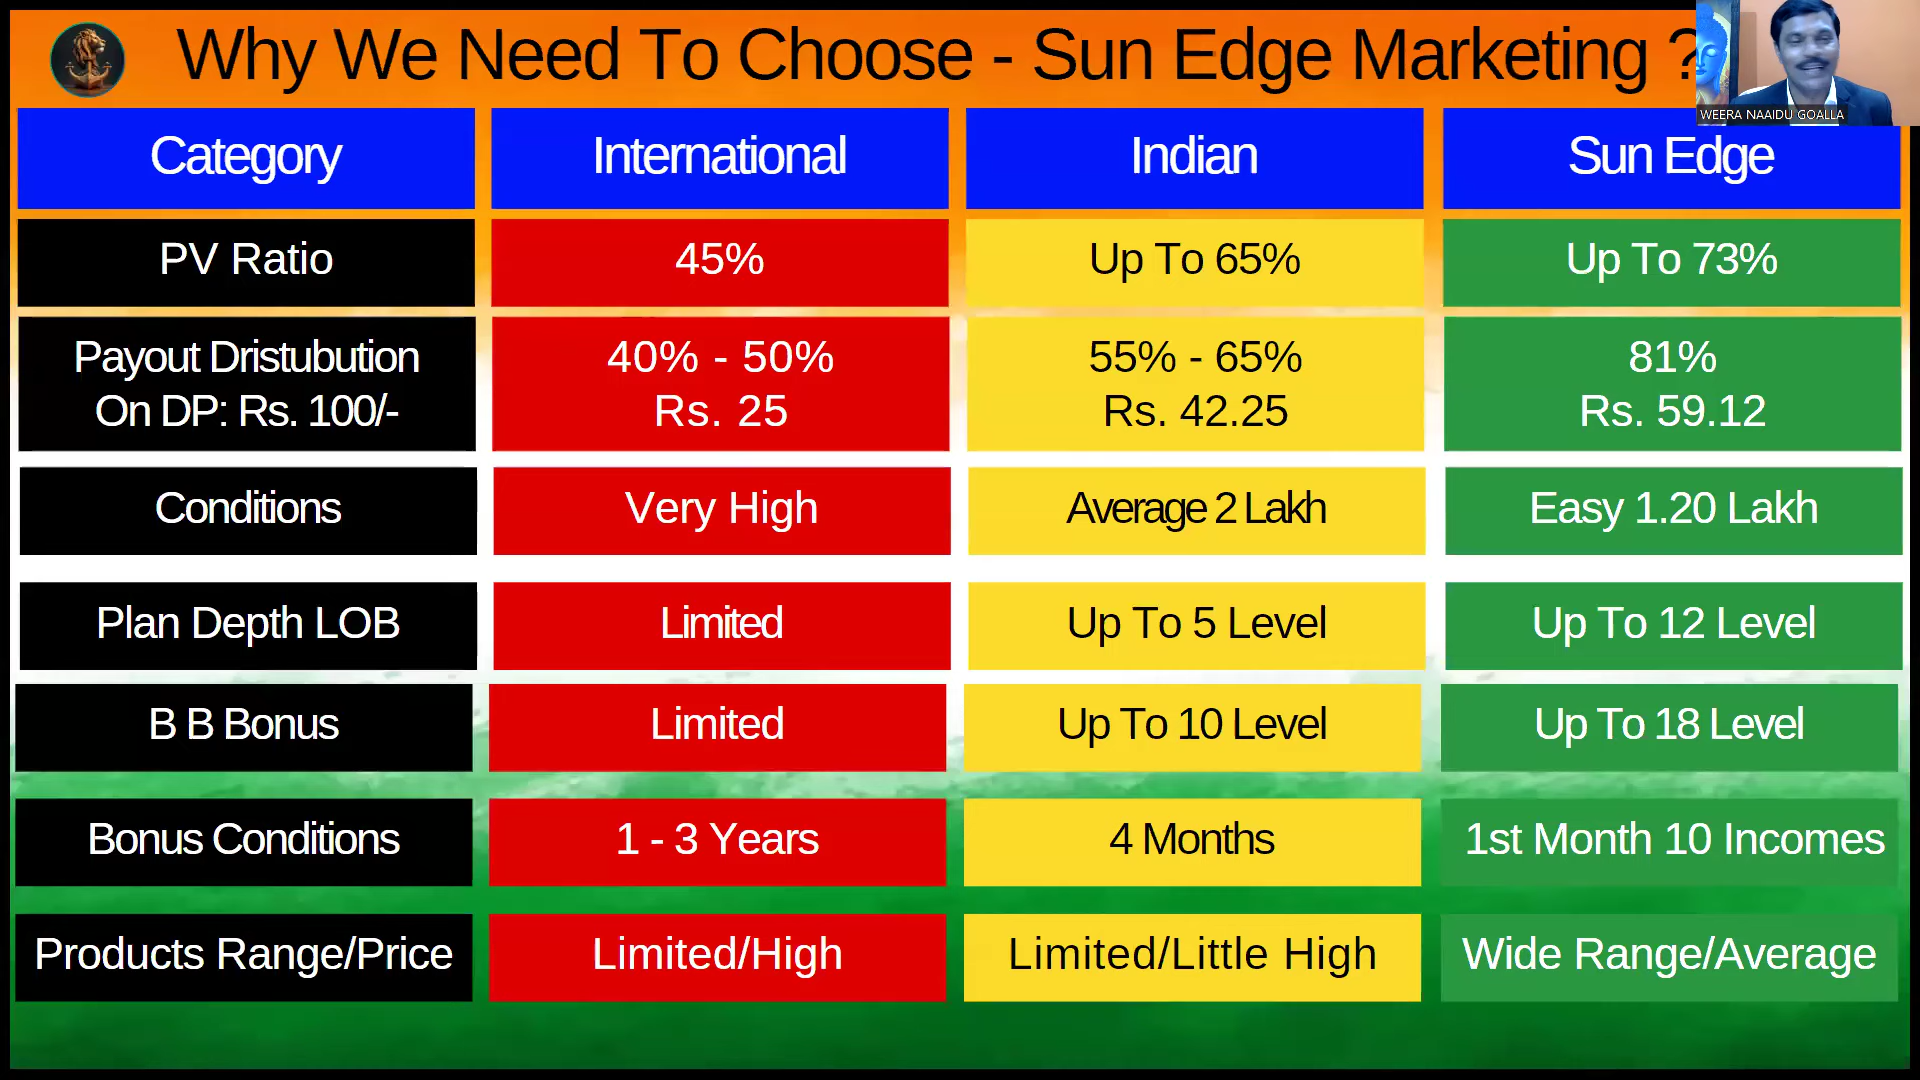 Why We Need To Choose - Sun Edge Marketing ?
WEERA NAAIDU GOALLA
Category International Indian Sun Edge
PV Ratio 45% Up To 65% Up To 73%
Payout Dristubution 40% - 50% 55% - 65% 81%
On DP: Rs. 100/- Rs. 25 Rs. 42.25 Rs. 59.12
Conditions Very High Average 2 Lakh Easy 1.20 Lakh
Plan Depth LOB Limited Up To 5 Level Up To 12 Level
B B Bonus Limited Up To 10 Level Up To 18 Level
Bonus Conditions 1 - 3 Years 4 Months 1st Month 10 Incomes
Products Range/Price Limited/High Limited/Little High Wide Range/Average